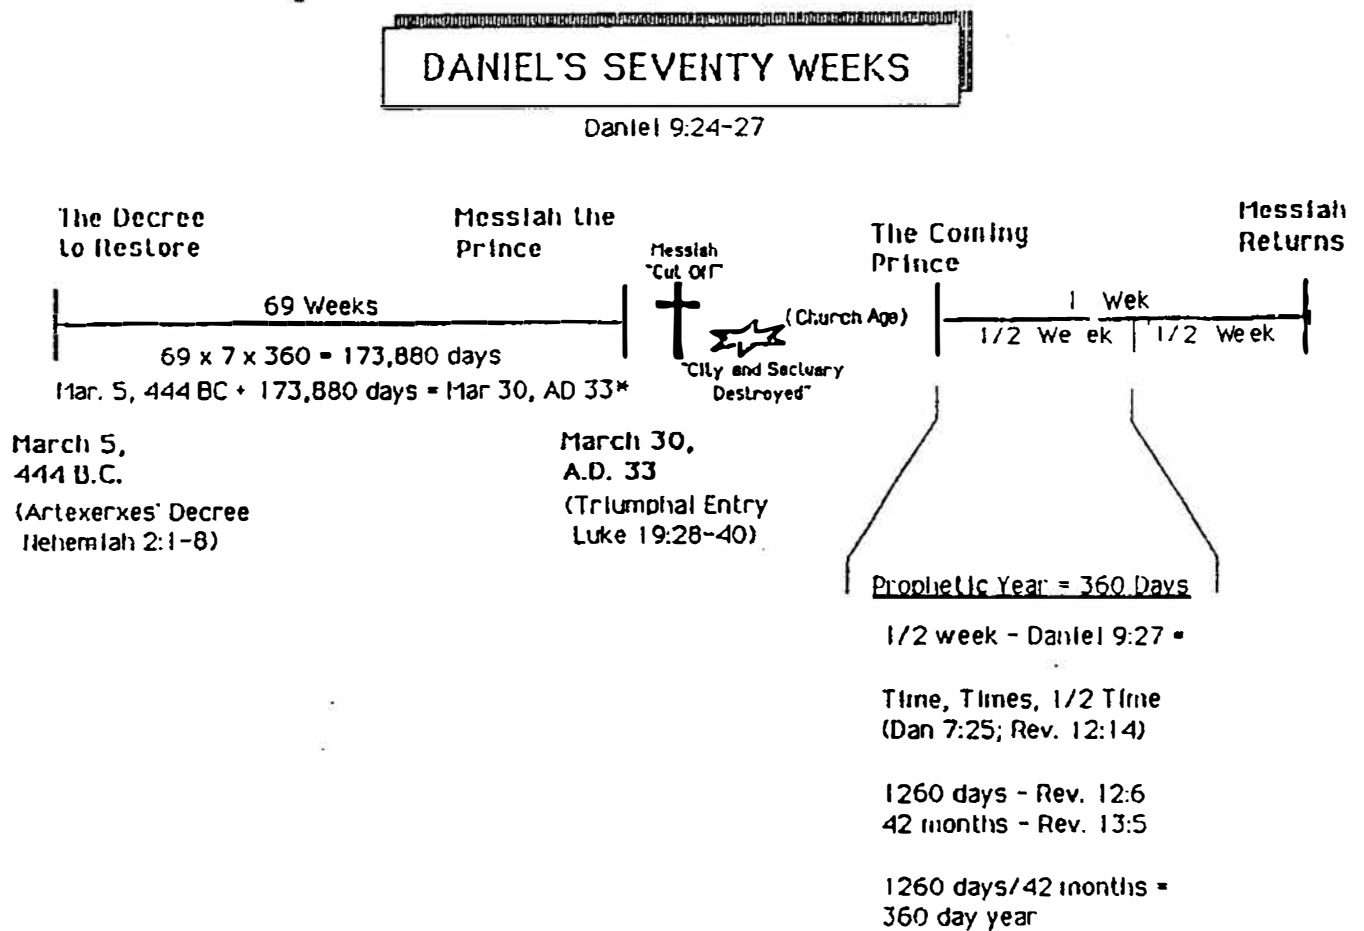 DANIEL'S SEVENTY WEEKS
Daniel 9:24-27
The Decree
to Restore
Messiah the
Prince
Messiah
"Cut Off"
(Church Age)
"City and Sactuary
Destroyed"
The Coming
Prince
Messiah
Returns
69 Weeks
69 x 7 x 360 = 173,880 days
Mar. 5, 444 BC + 173,880 days = Mar 30, AD 33*
1 Wek
1/2 Week
1/2 Week
March 5,
444 B.C.
(Artexerxes' Decree
Nehemiah 2:1-8)
March 30,
A.D. 33
(Triumphal Entry
Luke 19:28-40)
Prophetic Year = 360 Days
1/2 week - Daniel 9:27 =
Time, Times, 1/2 Time
(Dan 7:25; Rev. 12:14)
1260 days - Rev. 12:6
42 months - Rev. 13:5
1260 days/42 months =
360 day year